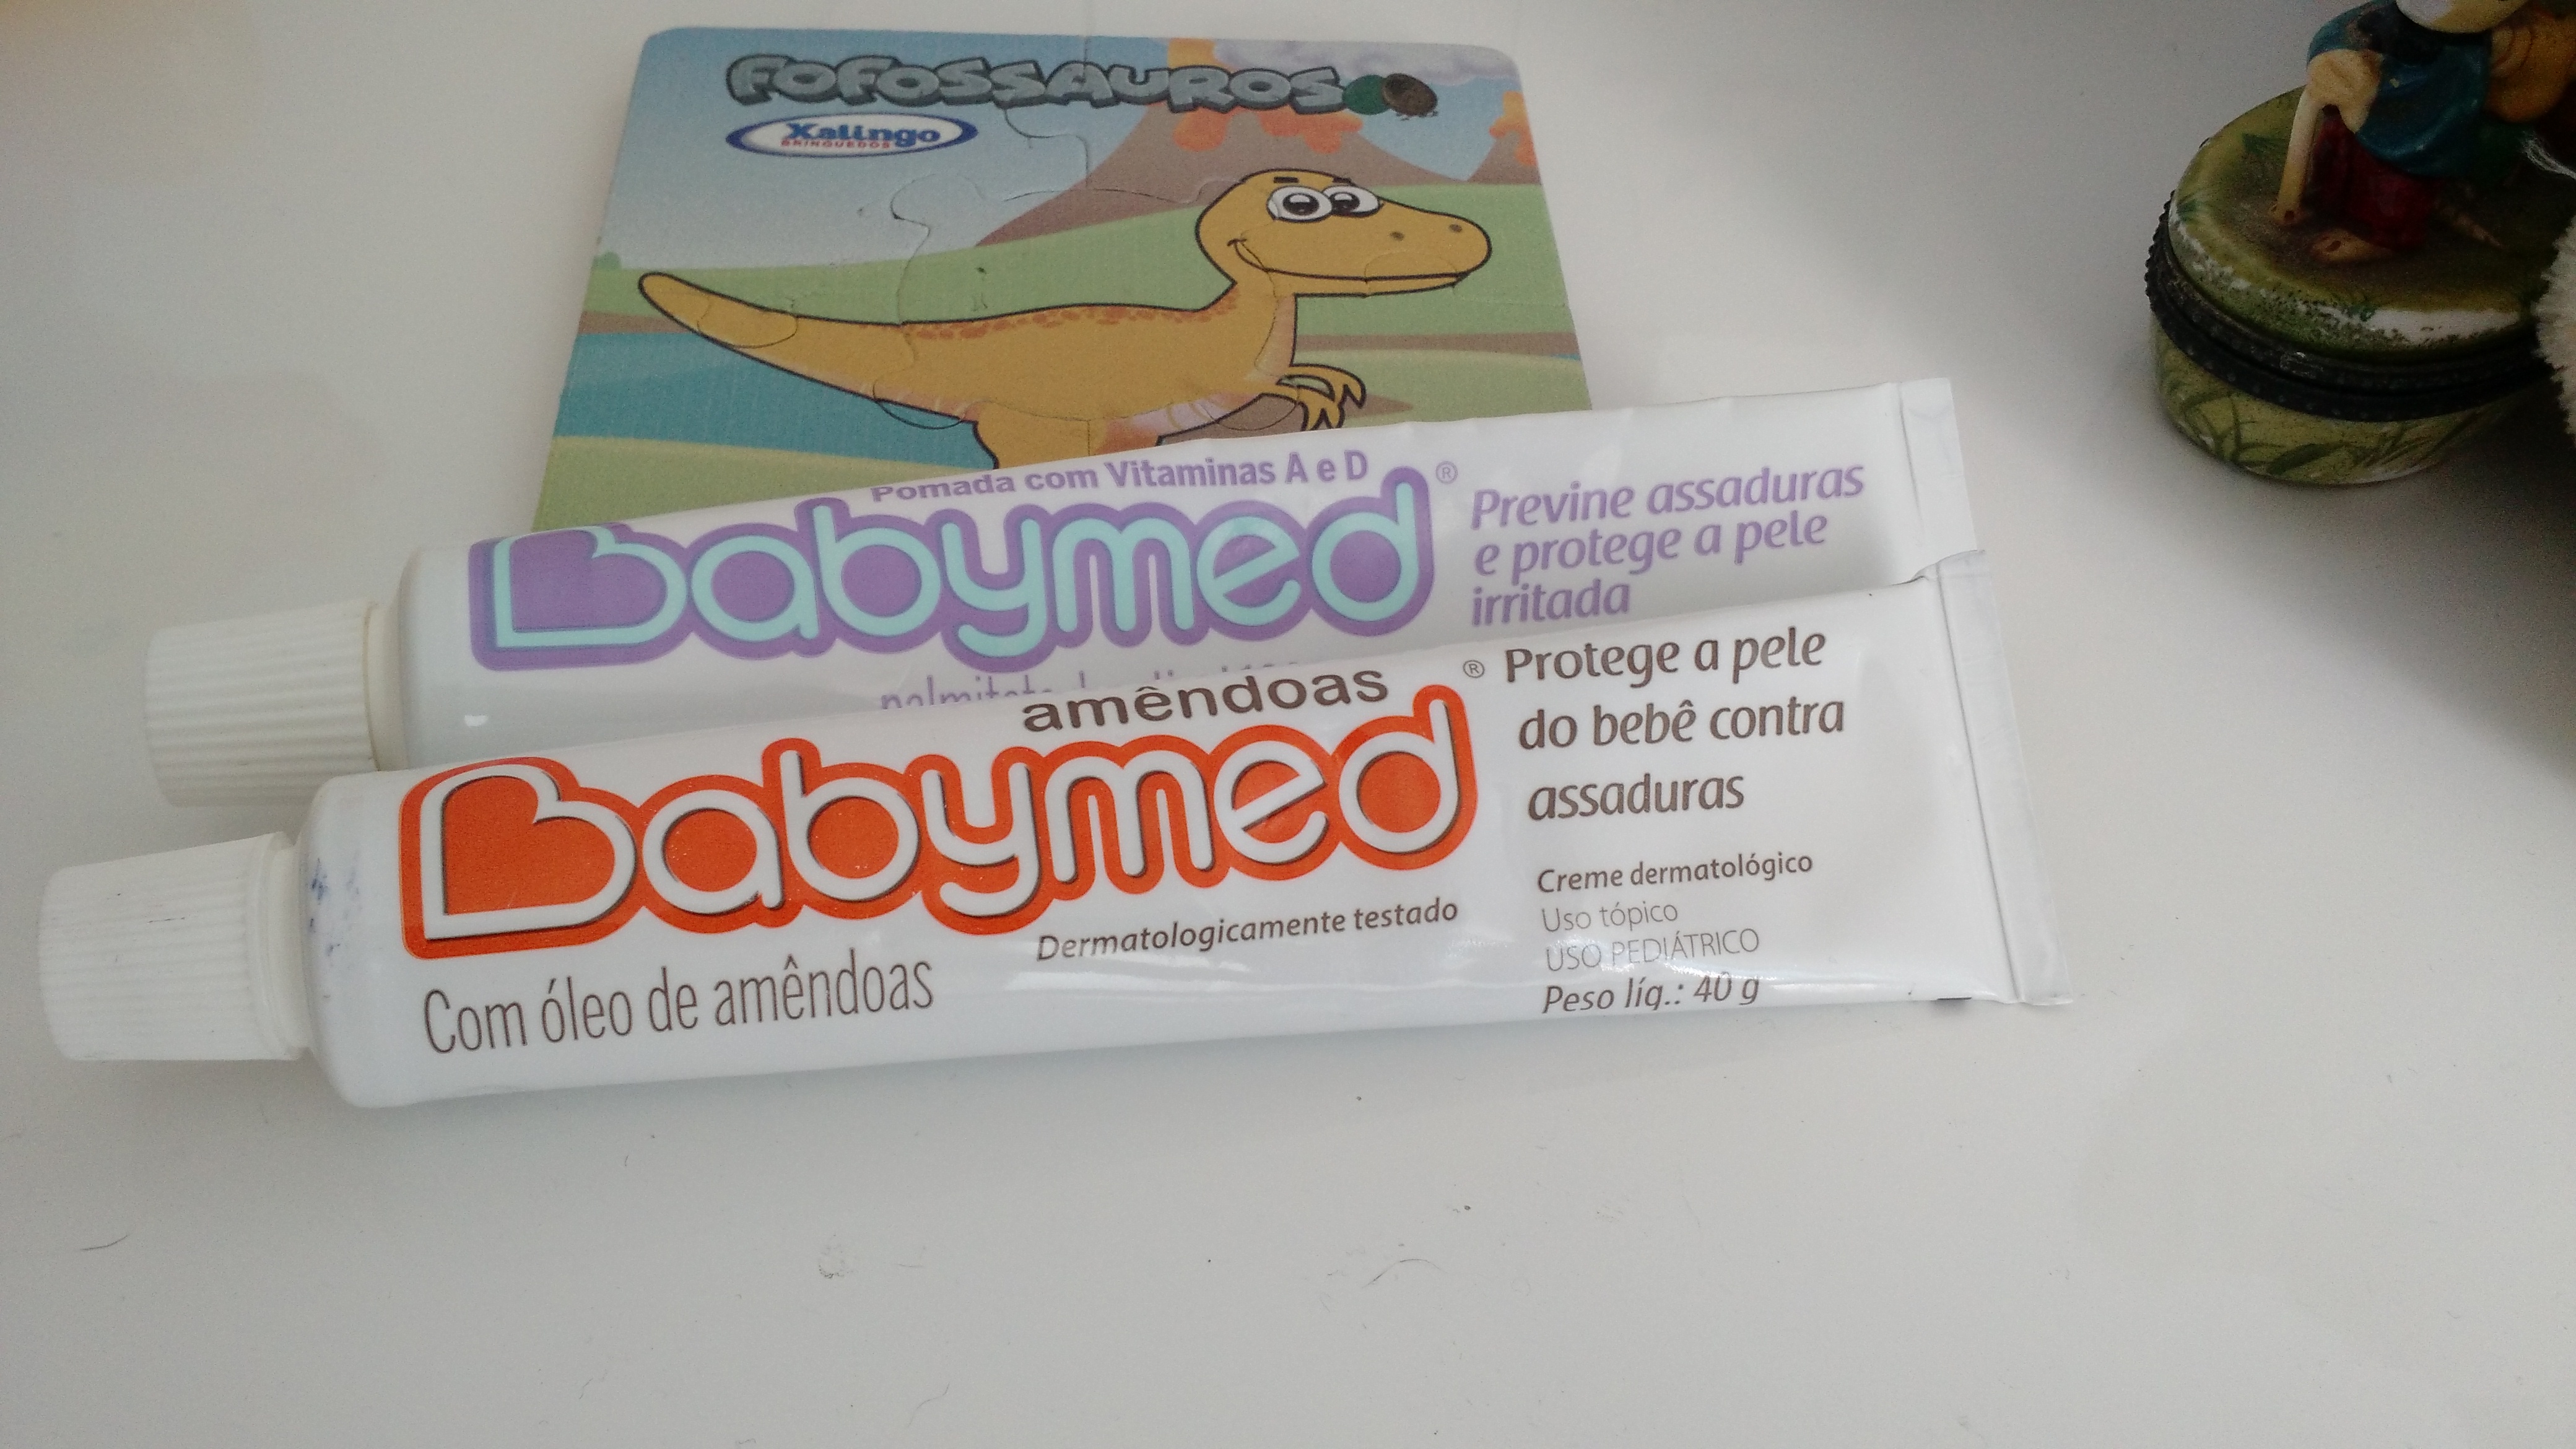 FOFOSSAUROS
Xalingo
BRINQUEDOS
Pomada com Vitaminas A e D
Babymed®
Previne assaduras
e protege a pele
irritada
amêndoas
Babymed®
Com óleo de amêndoas
Dermatologicamente testado
Protege a pele
do bebê contra
assaduras
Creme dermatológico
Uso tópico
USO PEDIÁTRICO
Peso líq.: 40 g